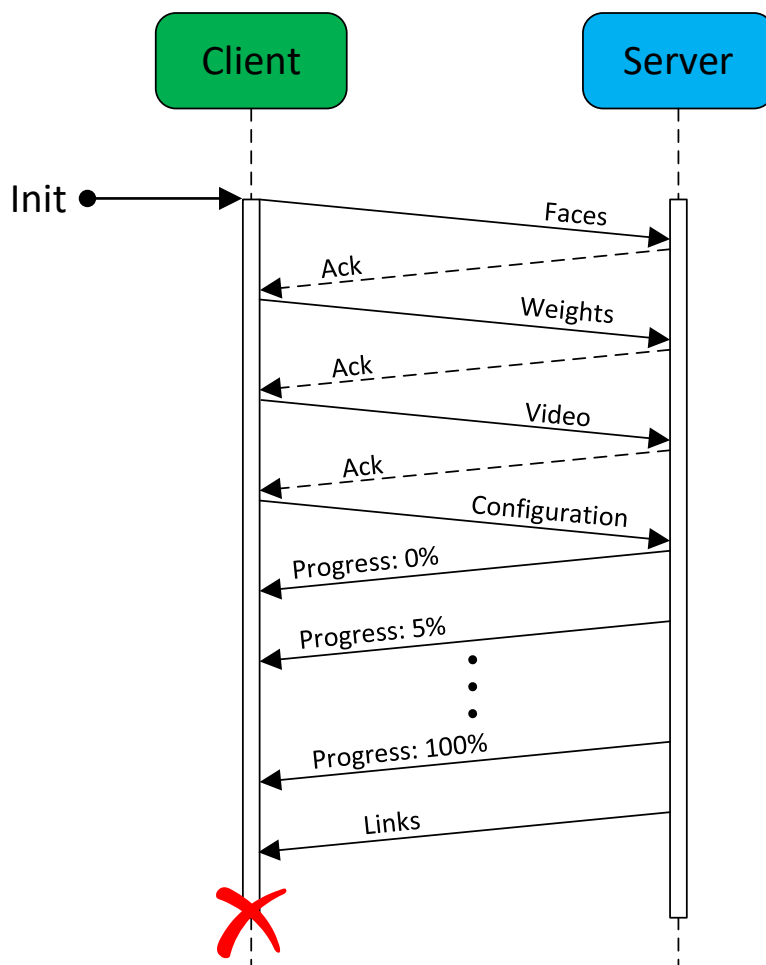 Client
Server
Init
Faces
Ack
Weights
Ack
Video
Ack
Configuration
Progress: 0%
Progress: 5%
Progress: 100%
Links